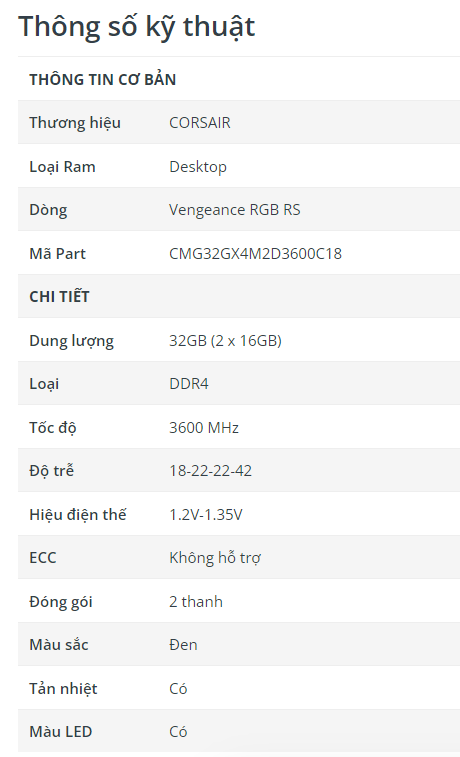 Thông số kỹ thuật
THÔNG TIN CƠ BẢN
Thương hiệu CORSAIR
Loại Ram Desktop
Dòng Vengeance RGB RS
Mã Part CMG32GX4M2D3600C18
CHI TIẾT
Dung lượng 32GB (2 x 16GB)
Loại DDR4
Tốc độ 3600 MHz
Độ trễ 18-22-22-42
Hiệu điện thế 1.2V-1.35V
ECC Không hỗ trợ
Đóng gói 2 thanh
Màu sắc Đen
Tản nhiệt Có
Màu LED Có